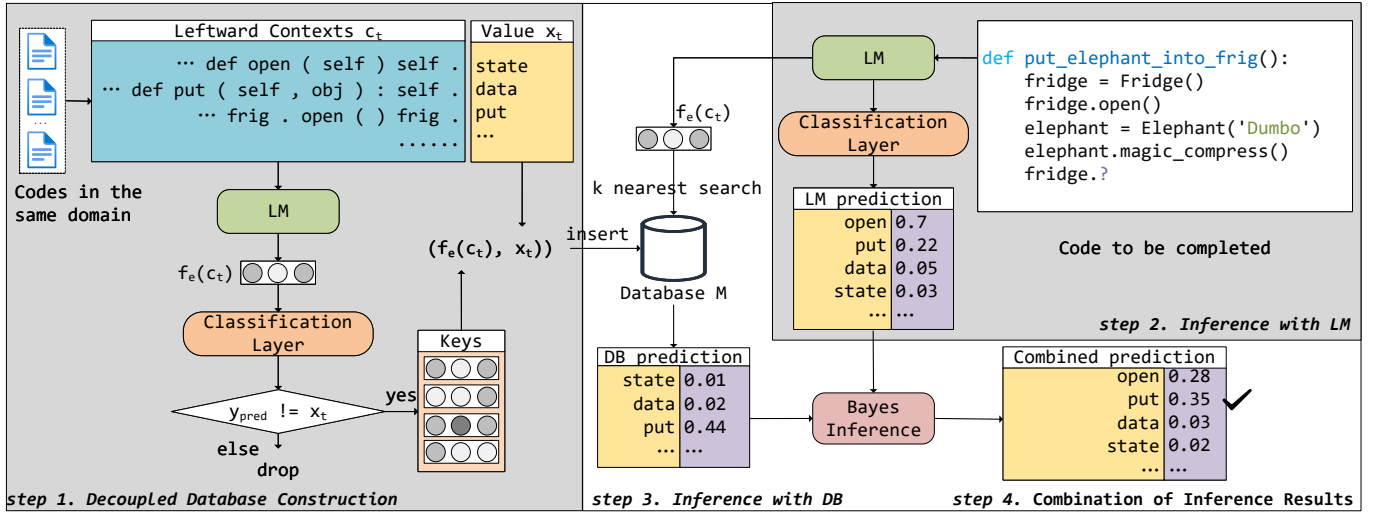 Leftward Contexts cₜ
Value xₜ
… def open ( self ) self .
… def put ( self , obj ) : self .
… frig . open ( ) frig .
......
state
data
put
…
...
Codes in the
same domain
LM
fₑ(cₜ)
Classification
Layer
y_pred != xₜ
yes
else
drop
Keys
(fₑ(cₜ), xₜ))
insert
step 1. Decoupled Database Construction
fₑ(cₜ)
k nearest search
Database M
DB prediction
state 0.01
data 0.02
put 0.44
… …
step 3. Inference with DB
LM
Classification
Layer
LM prediction
open 0.7
put 0.22
data 0.05
state 0.03
… …
def put_elephant_into_frig():
fridge = Fridge()
fridge.open()
elephant = Elephant('Dumbo')
elephant.magic_compress()
fridge.?
Code to be completed
step 2. Inference with LM
Bayes
Inference
Combined prediction
open 0.28
put 0.35
data 0.03
state 0.02
… …
step 4. Combination of Inference Results